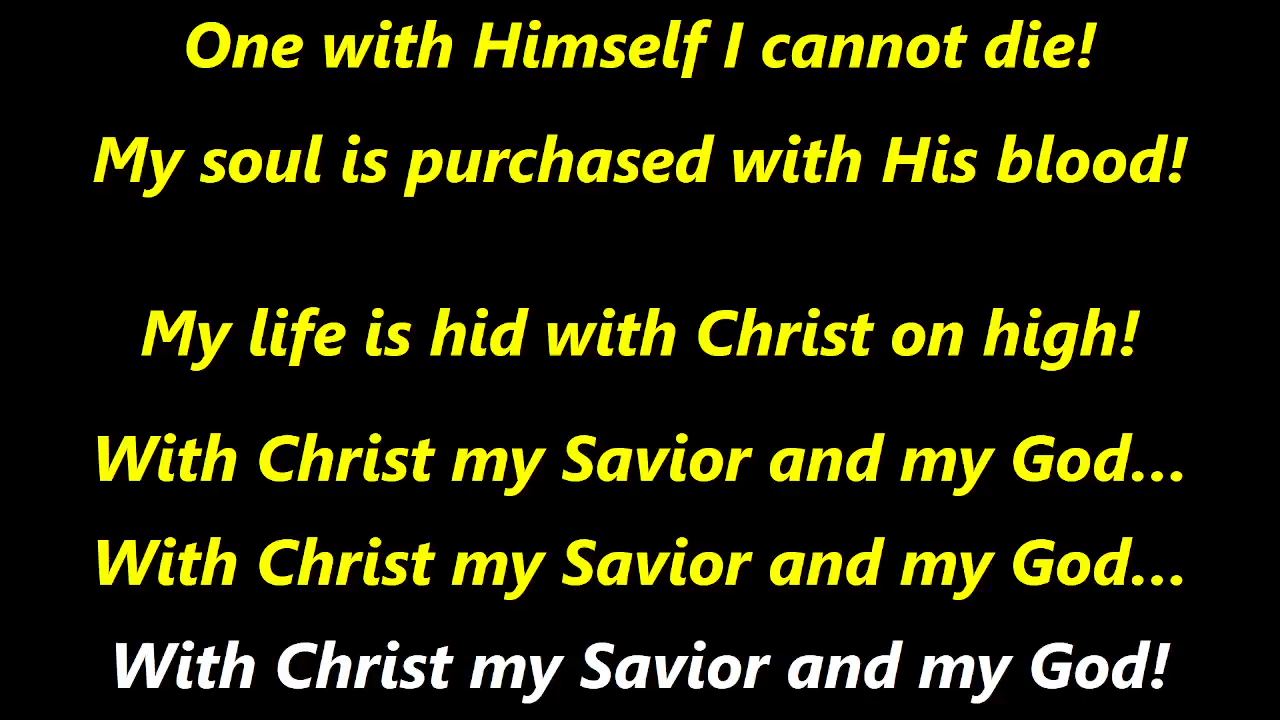 One with Himself I cannot die!
My soul is purchased with His blood!
My life is hid with Christ on high!
With Christ my Savior and my God...
With Christ my Savior and my God...
With Christ my Savior and my God!